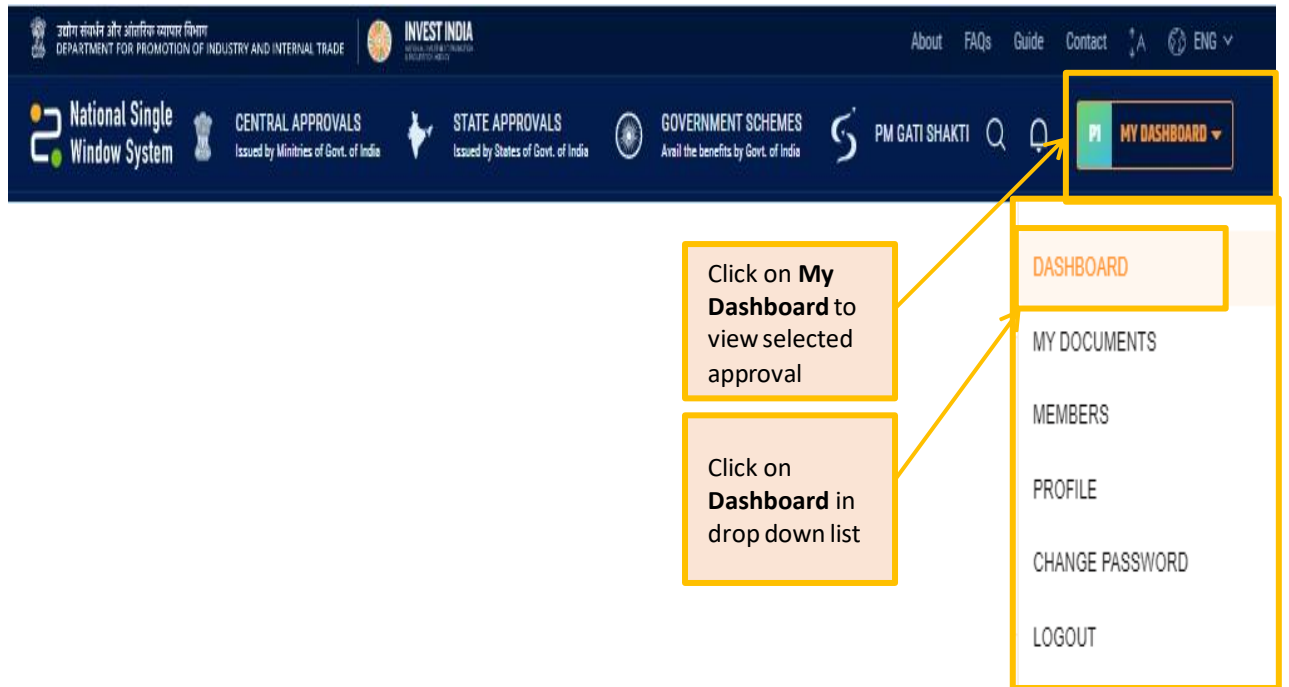 उद्योग संवर्धन और आंतरिक व्यापार विभाग
DEPARTMENT FOR PROMOTION OF INDUSTRY AND INTERNAL TRADE
INVEST INDIA
About FAQs Guide Contact A ENG
National Single
Window System
CENTRAL APPROVALS
Issued by Minitries of Govt. of India
STATE APPROVALS
Issued by States of Govt. of India
GOVERNMENT SCHEMES
Avail the benefits by Govt. of India
PM GATI SHAKTI
PI MY DASHBOARD
Click on My
Dashboard to
view selected
approval
Click on
Dashboard in
drop down list
DASHBOARD
MY DOCUMENTS
MEMBERS
PROFILE
CHANGE PASSWORD
LOGOUT